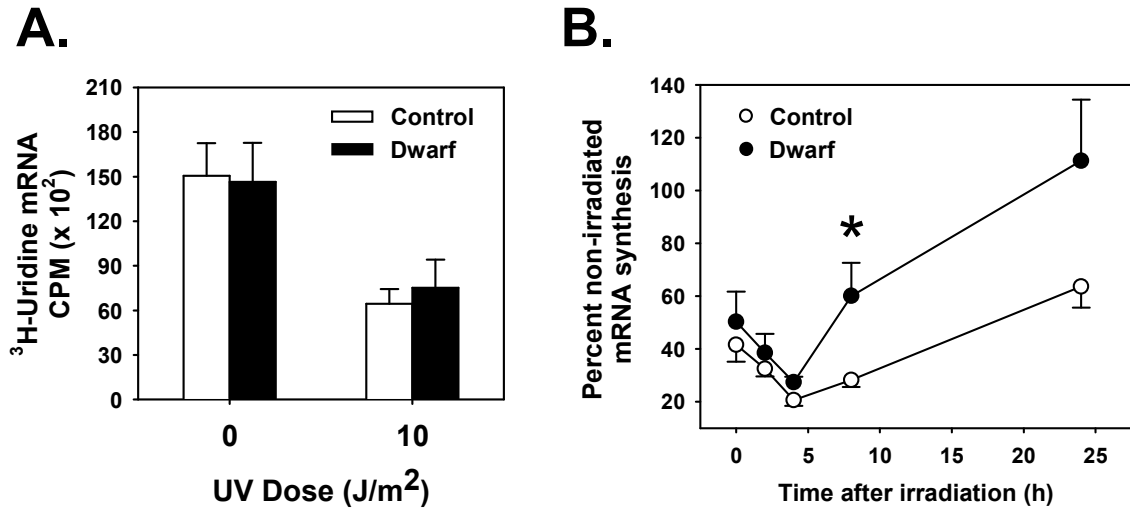 A.
³H-Uridine mRNA
CPM (x 10²)
210
180
150
120
90
60
30
0
Control
Dwarf
0 10
UV Dose (J/m²)
B.
Percent non-irradiated
mRNA synthesis
140
120
100
80
60
40
20
Control
Dwarf
*
0 5 10 15 20 25
Time after irradiation (h)